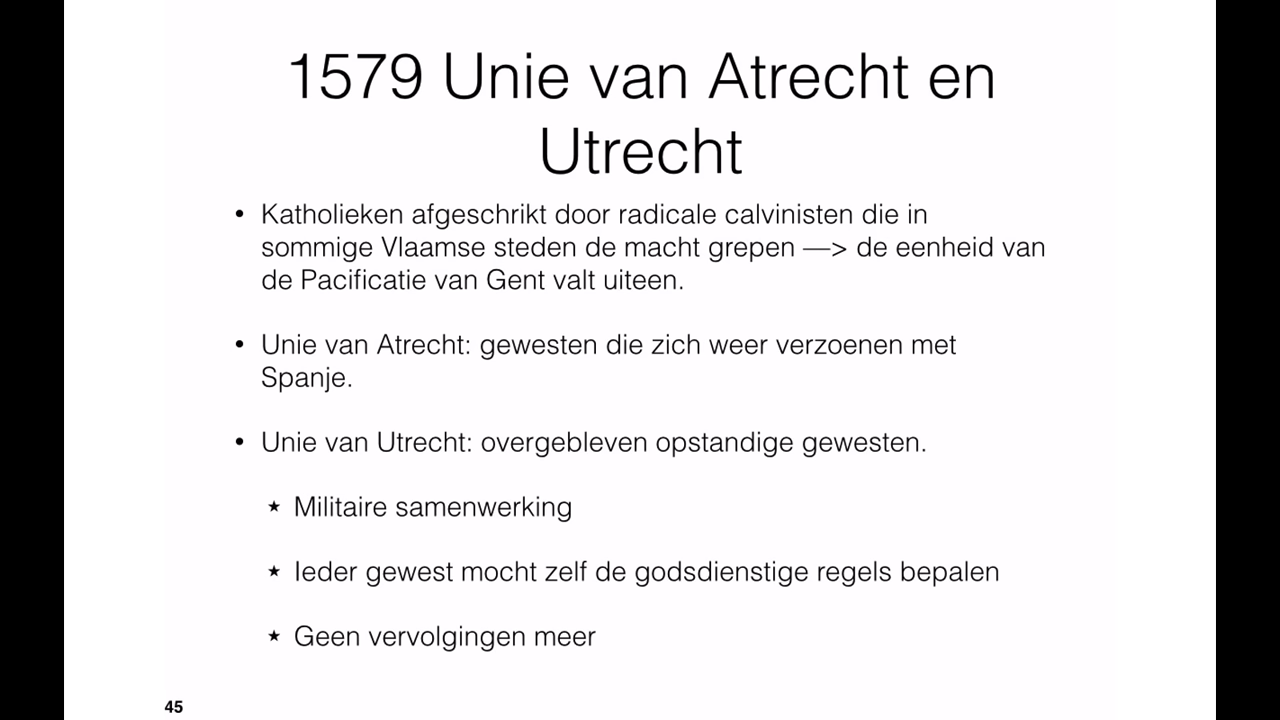 1579 Unie van Atrecht en
Utrecht
• Katholieken afgeschrikt door radicale calvinisten die in
sommige Vlaamse steden de macht grepen —> de eenheid van
de Pacificatie van Gent valt uiteen.
• Unie van Atrecht: gewesten die zich weer verzoenen met
Spanje.
• Unie van Utrecht: overgebleven opstandige gewesten.
★ Militaire samenwerking
★ Ieder gewest mocht zelf de godsdienstige regels bepalen
★ Geen vervolgingen meer
45